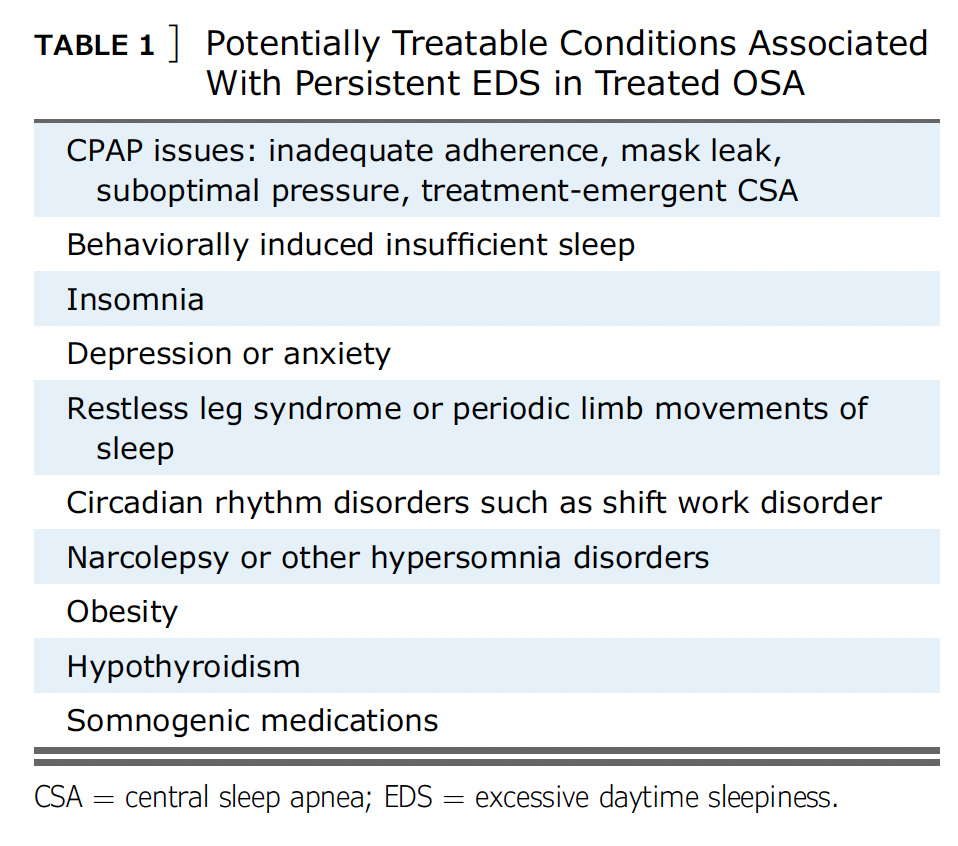 TABLE 1 ] Potentially Treatable Conditions Associated
With Persistent EDS in Treated OSA
CPAP issues: inadequate adherence, mask leak,
suboptimal pressure, treatment-emergent CSA
Behaviorally induced insufficient sleep
Insomnia
Depression or anxiety
Restless leg syndrome or periodic limb movements of
sleep
Circadian rhythm disorders such as shift work disorder
Narcolepsy or other hypersomnia disorders
Obesity
Hypothyroidism
Somnogenic medications
CSA = central sleep apnea; EDS = excessive daytime sleepiness.